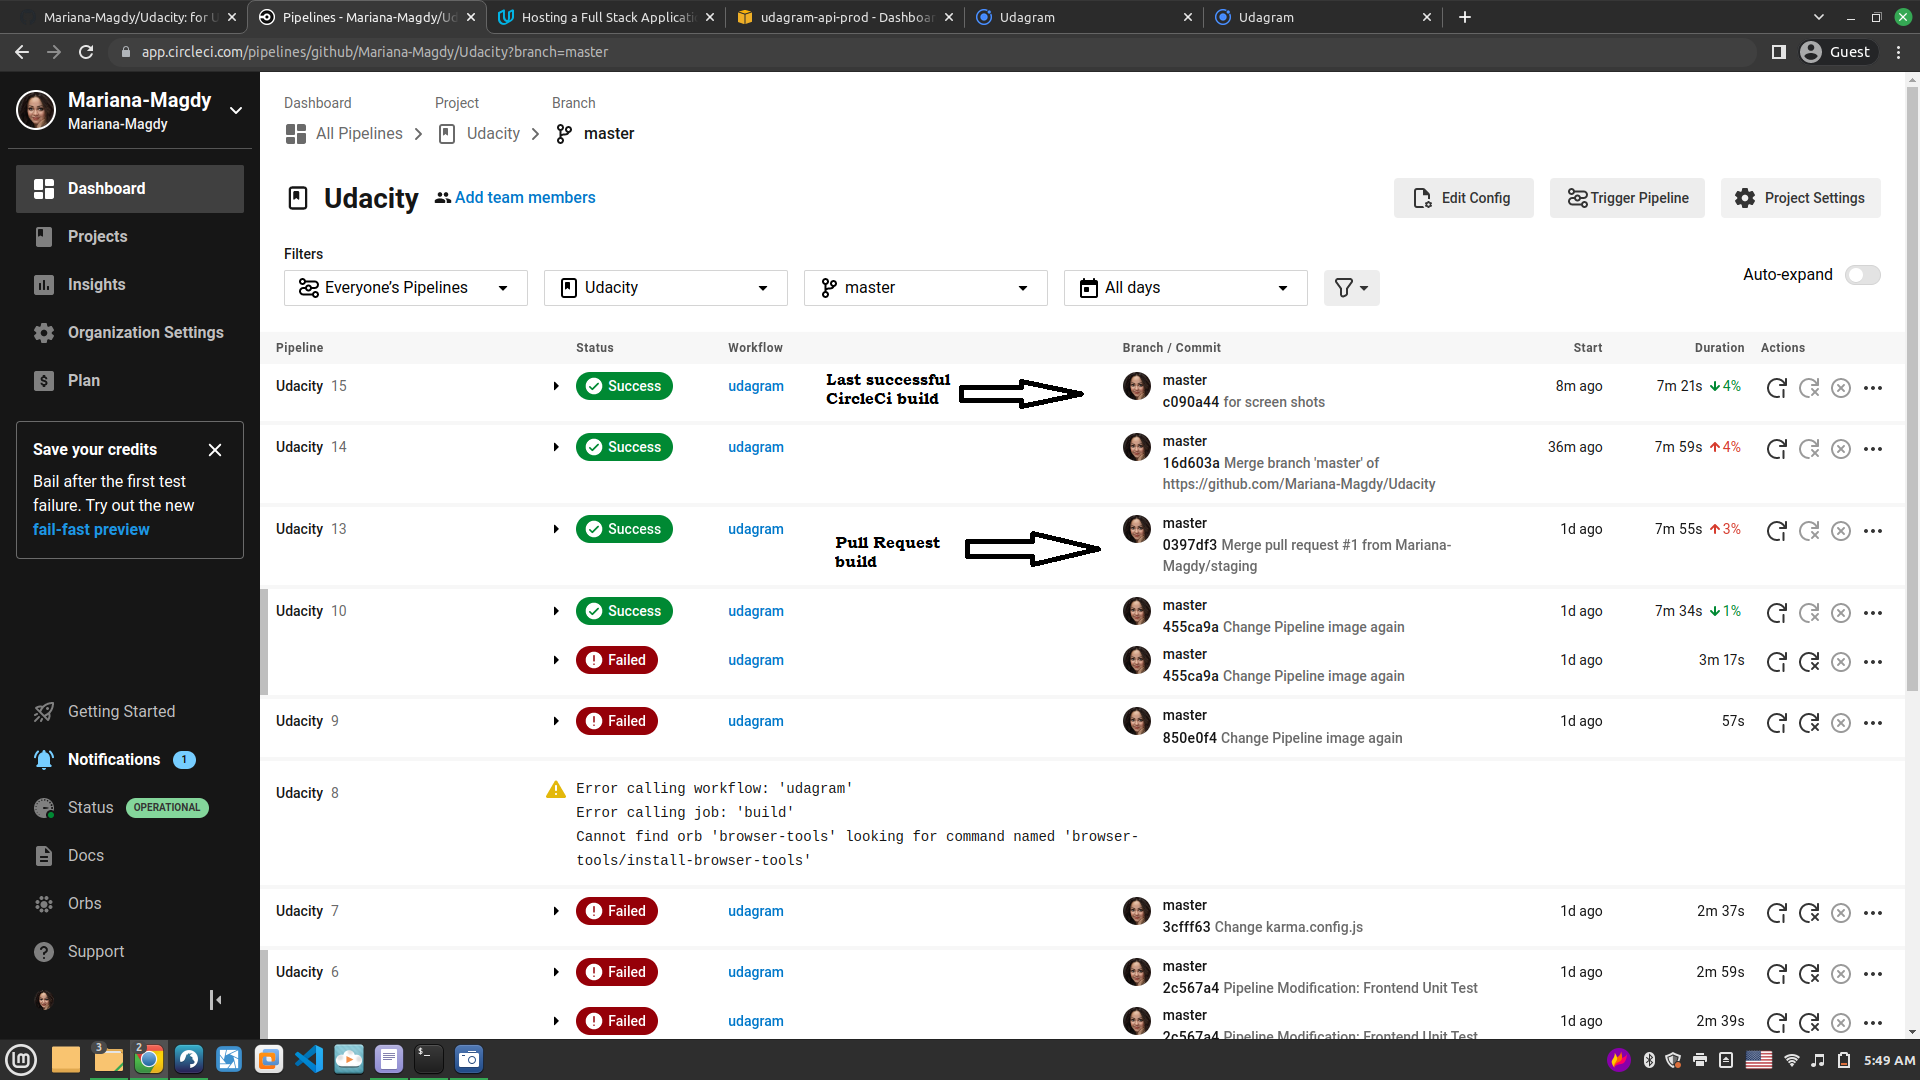 Mariana-Magdy/Udacity: for U
Pipelines - Mariana-Magdy/Ud
Hosting a Full Stack Applicati
udagram-api-prod - Dashboar
Udagram
Udagram
app.circleci.com/pipelines/github/Mariana-Magdy/Udacity?branch=master
Guest
Mariana-Magdy
Mariana-Magdy
Dashboard
Projects
Insights
Organization Settings
Plan
Save your credits
Bail after the first test
failure. Try out the new
fail-fast preview
Getting Started
Notifications 1
Status OPERATIONAL
Docs
Orbs
Support
Dashboard Project Branch
All Pipelines Udacity master
Udacity Add team members
Edit Config Trigger Pipeline Project Settings
Filters
Everyone’s Pipelines Udacity master All days
Auto-expand
Pipeline Status Workflow Branch / Commit Start Duration Actions
Udacity 15 Success udagram master 8m ago 7m 21s 4%
c090a44 for screen shots
Last successful
CircleCi build
Udacity 14 Success udagram master 36m ago 7m 59s 4%
16d603a Merge branch 'master' of
https://github.com/Mariana-Magdy/Udacity
Udacity 13 Success udagram master 1d ago 7m 55s 3%
0397df3 Merge pull request #1 from Mariana-
Magdy/staging
Pull Request
build
Udacity 10 Success udagram master 1d ago 7m 34s 1%
455ca9a Change Pipeline image again
Failed udagram master 1d ago 3m 17s
455ca9a Change Pipeline image again
Udacity 9 Failed udagram master 1d ago 57s
850e0f4 Change Pipeline image again
Udacity 8
Error calling workflow: 'udagram'
Error calling job: 'build'
Cannot find orb 'browser-tools' looking for command named 'browser-
tools/install-browser-tools'
Udacity 7 Failed udagram master 1d ago 2m 37s
3cfff63 Change karma.config.js
Udacity 6 Failed udagram master 1d ago 2m 59s
2c567a4 Pipeline Modification: Frontend Unit Test
Failed udagram master 1d ago 2m 39s
2c567a4 Pipeline Modification: Frontend Unit Test
3 2
5:49 AM